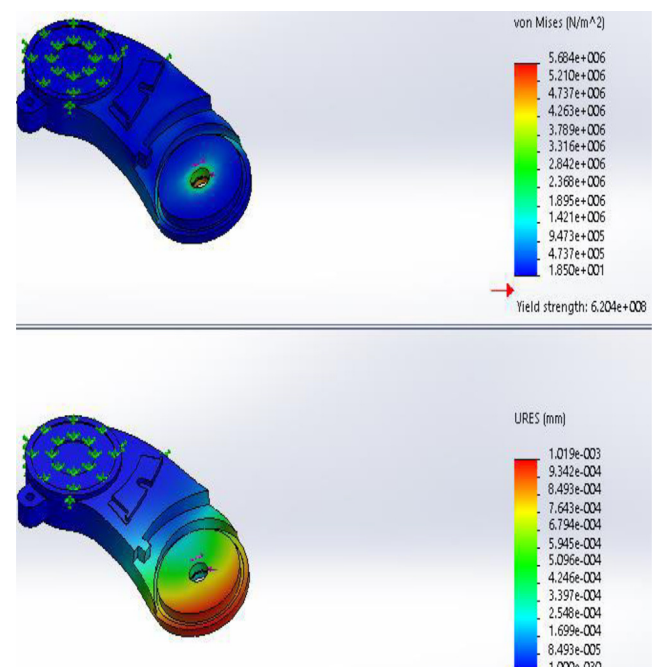 von Mises (N/m^2)
5.684e+006
5.210e+006
4.737e+006
4.263e+006
3.789e+006
3.316e+006
2.842e+006
2.368e+006
1.895e+006
1.421e+006
9.473e+005
4.737e+005
1.850e+001
Yield strength: 6.204e+008
URES (mm)
1.019e-003
9.342e-004
8.493e-004
7.643e-004
6.794e-004
5.945e-004
5.096e-004
4.246e-004
3.397e-004
2.548e-004
1.699e-004
8.493e-005
1.000e-030